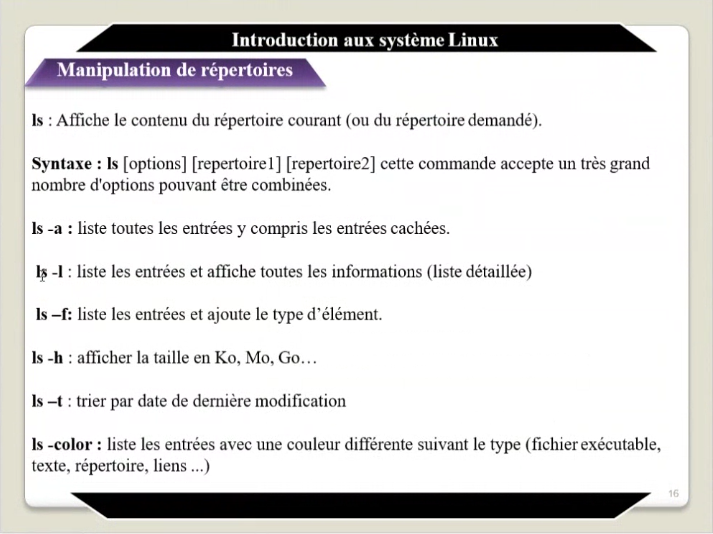 Introduction aux système Linux
Manipulation de répertoires
ls : Affiche le contenu du répertoire courant (ou du répertoire demandé).
Syntaxe : ls [options] [repertoire1] [repertoire2] cette commande accepte un très grand
nombre d'options pouvant être combinées.
ls -a : liste toutes les entrées y compris les entrées cachées.
ls -l : liste les entrées et affiche toutes les informations (liste détaillée)
ls –f: liste les entrées et ajoute le type d’élément.
ls -h : afficher la taille en Ko, Mo, Go…
ls –t : trier par date de dernière modification
ls -color : liste les entrées avec une couleur différente suivant le type (fichier exécutable,
texte, répertoire, liens ...)
16